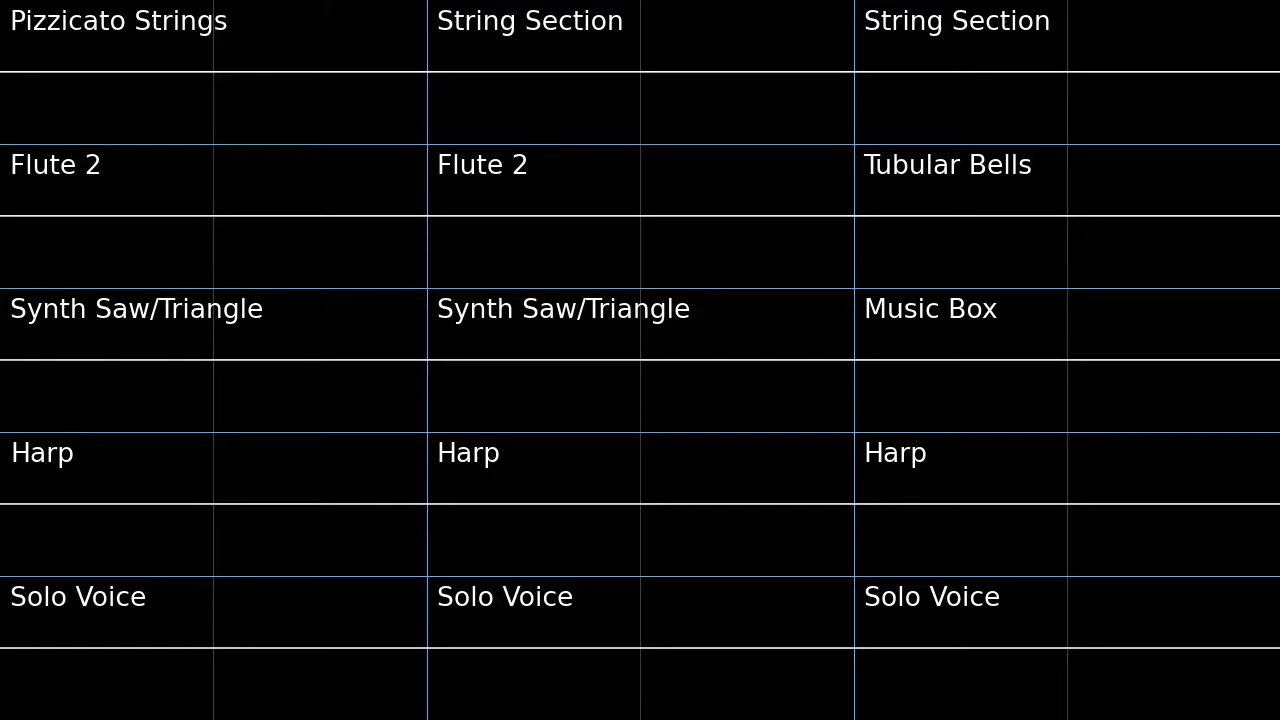 Pizzicato Strings
String Section
String Section
Flute 2
Flute 2
Tubular Bells
Synth Saw/Triangle
Synth Saw/Triangle
Music Box
Harp
Harp
Harp
Solo Voice
Solo Voice
Solo Voice